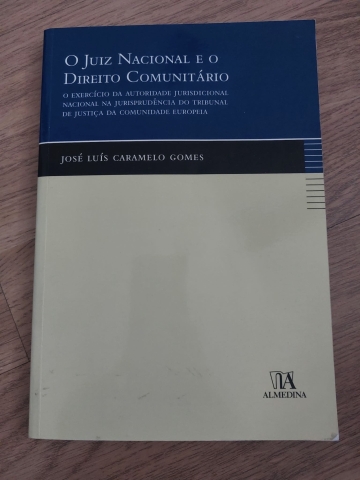 O Juiz Nacional e o
Direito Comunitário
O EXERCÍCIO DA AUTORIDADE JURISDICIONAL
NACIONAL NA JURISPRUDÊNCIA DO TRIBUNAL
DE JUSTIÇA DA COMUNIDADE EUROPEIA
JOSÉ LUÍS CARAMELO GOMES
ALMEDINA